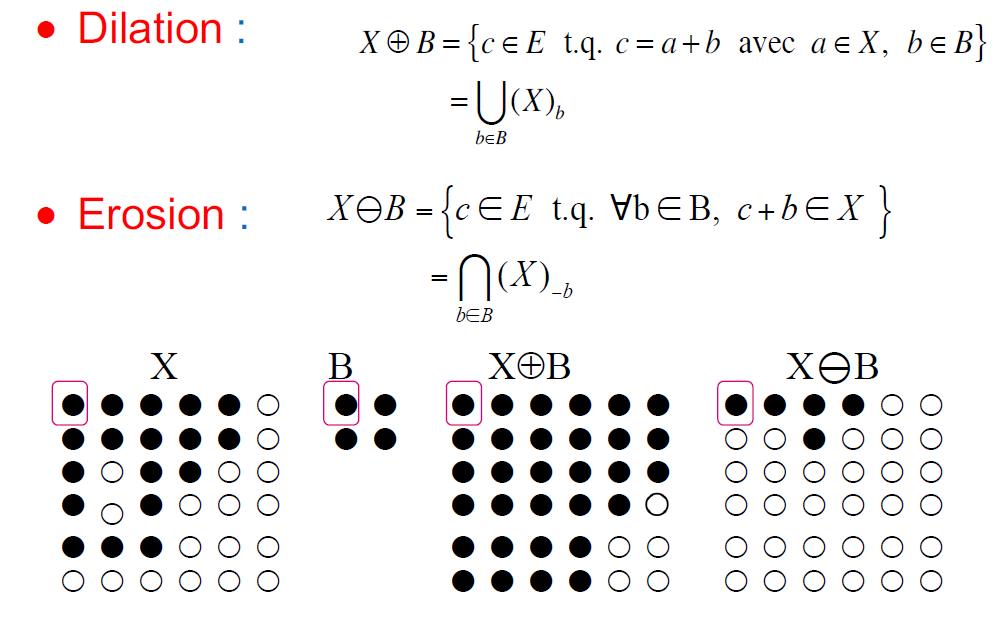 • Dilation :
X ⊕ B = {c ∈ E t.q. c = a + b avec a ∈ X, b ∈ B}
= ⋃(X)_b
b∈B
• Erosion :
X⊖B = {c ∈ E t.q. ∀b ∈ B, c + b ∈ X }
= ⋂(X)_−b
b∈B
X B X⊕B X⊖B